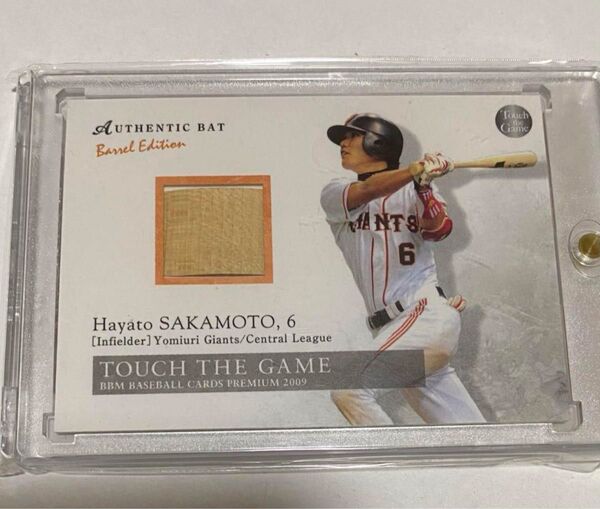 AUTHENTIC BAT
Barrel Edition
Touch
the
Game
GIANTS
6
Hayato SAKAMOTO, 6
[Infielder] Yomiuri Giants/Central League
TOUCH THE GAME
BBM BASEBALL CARDS PREMIUM 2009